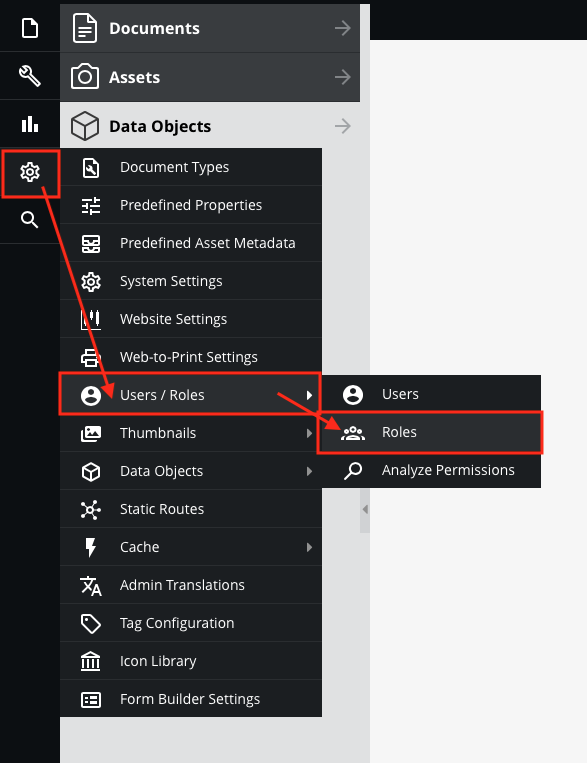 Documents
Assets
Data Objects
Document Types
Predefined Properties
Predefined Asset Metadata
System Settings
Website Settings
Web-to-Print Settings
Users / Roles
Users
Roles
Analyze Permissions
Thumbnails
Data Objects
Static Routes
Cache
Admin Translations
Tag Configuration
Icon Library
Form Builder Settings